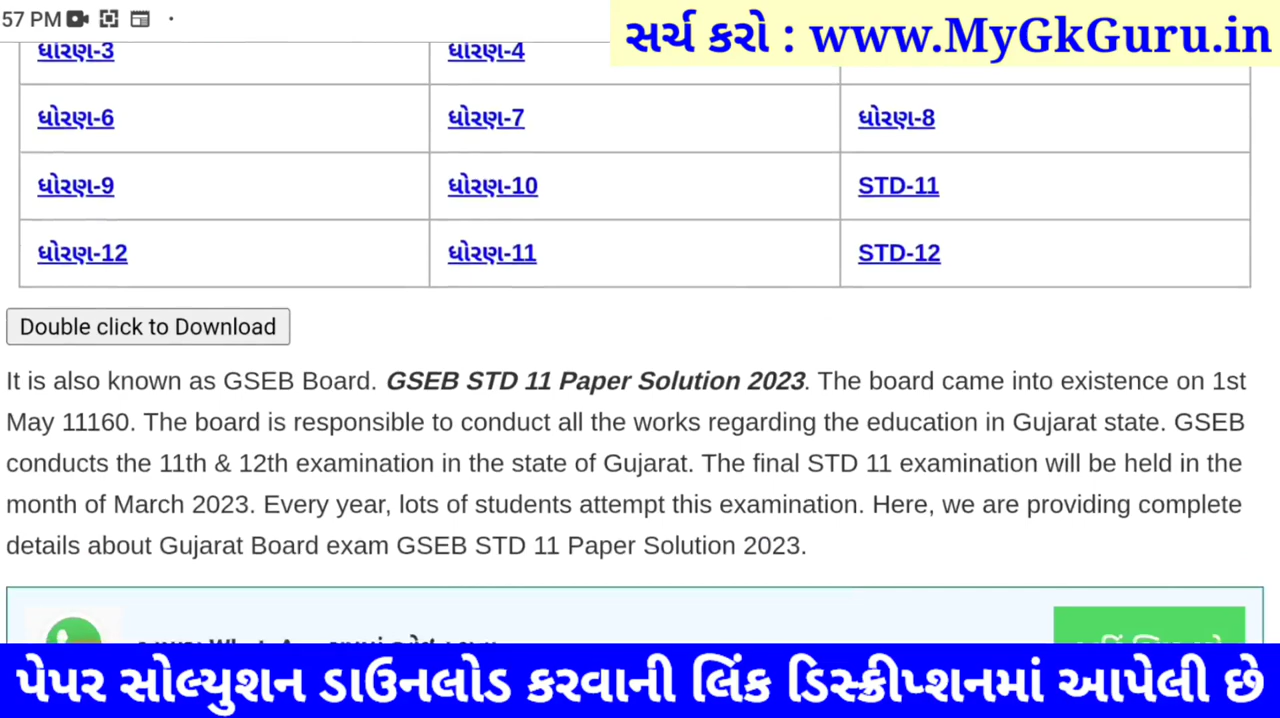 57 PM
સર્ચ કરો : www.MyGkGuru.in
ધોરણ-3 ધોરણ-4
ધોરણ-6 ધોરણ-7 ધોરણ-8
ધોરણ-9 ધોરણ-10 STD-11
ધોરણ-12 ધોરણ-11 STD-12
Double click to Download
It is also known as GSEB Board. GSEB STD 11 Paper Solution 2023. The board came into existence on 1st
May 11160. The board is responsible to conduct all the works regarding the education in Gujarat state. GSEB
conducts the 11th & 12th examination in the state of Gujarat. The final STD 11 examination will be held in the
month of March 2023. Every year, lots of students attempt this examination. Here, we are providing complete
details about Gujarat Board exam GSEB STD 11 Paper Solution 2023.
પેપર સોલ્યુશન ડાઉનલોડ કરવાની લિંક ડિસ્ક્રીપ્શનમાં આપેલી છે